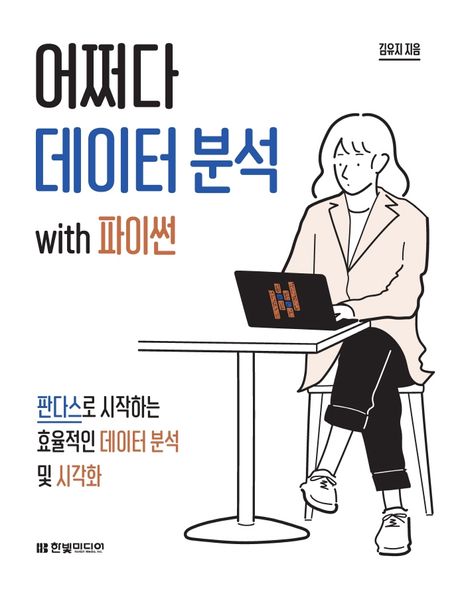 김유지 지음
어쩌다
데이터 분석
with 파이썬
판다스로 시작하는
효율적인 데이터 분석
및 시각화
한빛미디어